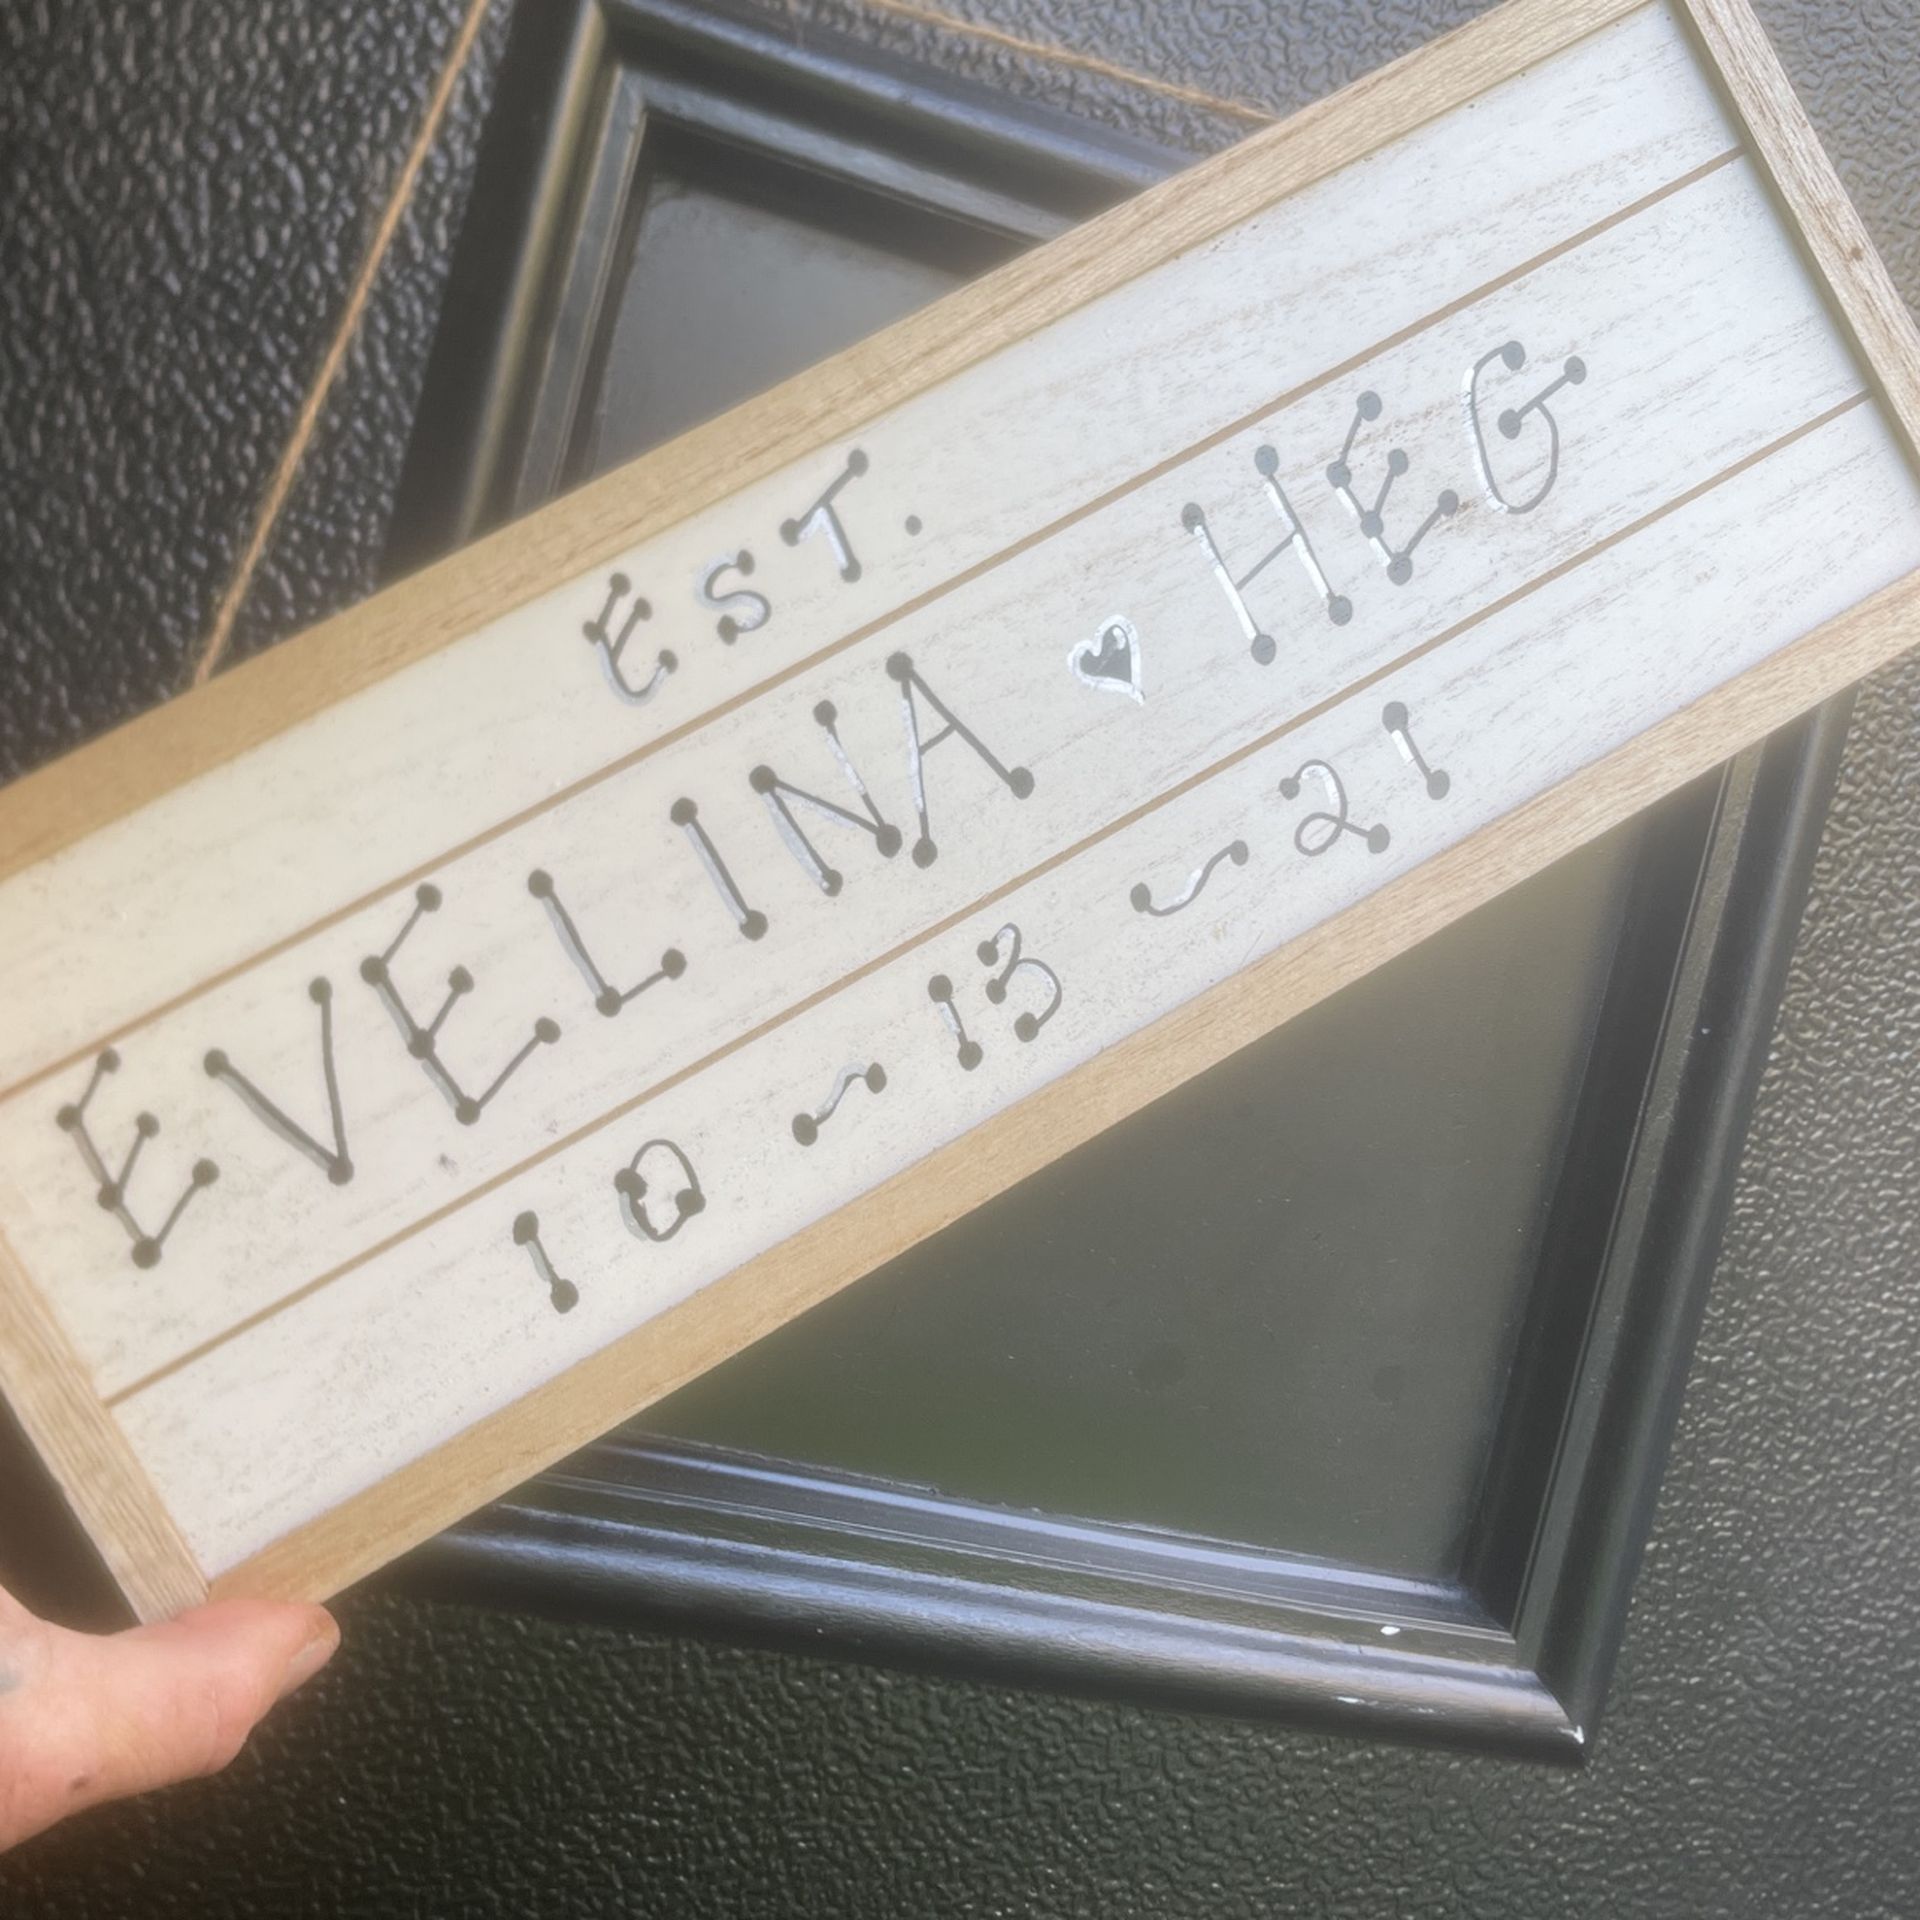 EST.
EVELINA ♥ HEG
10 ~ 13 ~ 21